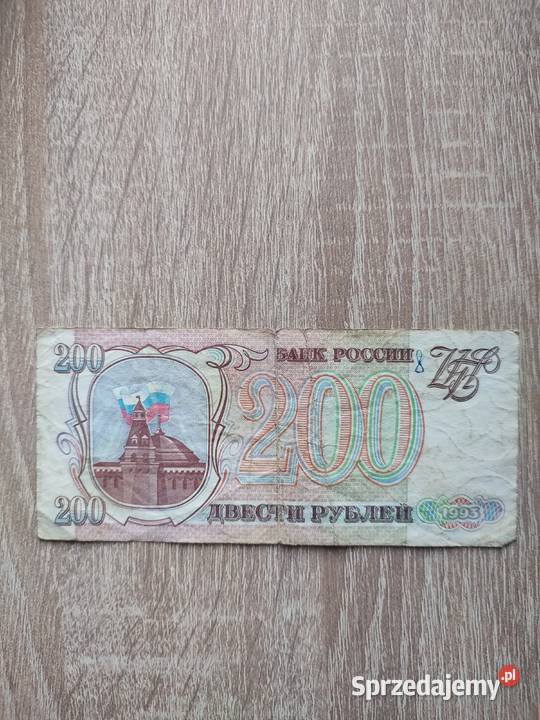 200 БАНК РОССИИ
200
200 ДВЕСТИ РУБЛЕЙ 1993
Sprzedajemy.pl